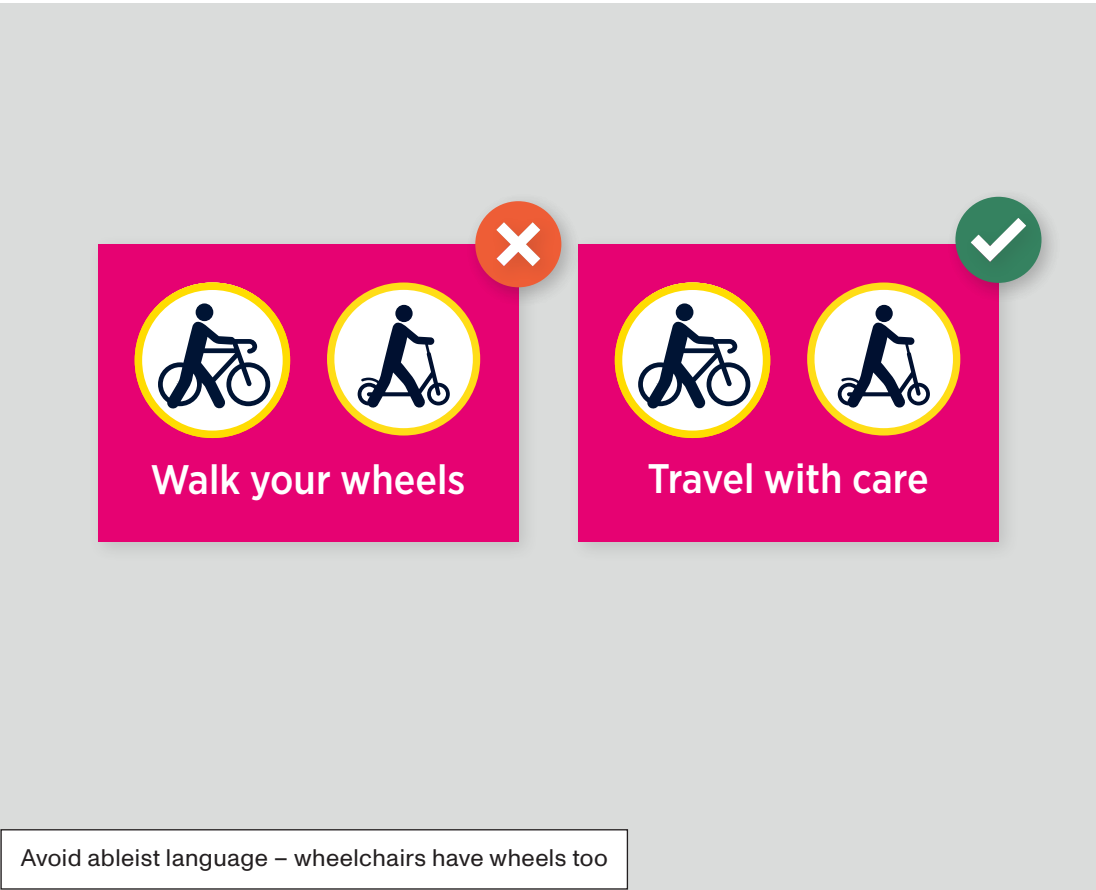 Walk your wheels
Travel with care
Avoid ableist language – wheelchairs have wheels too